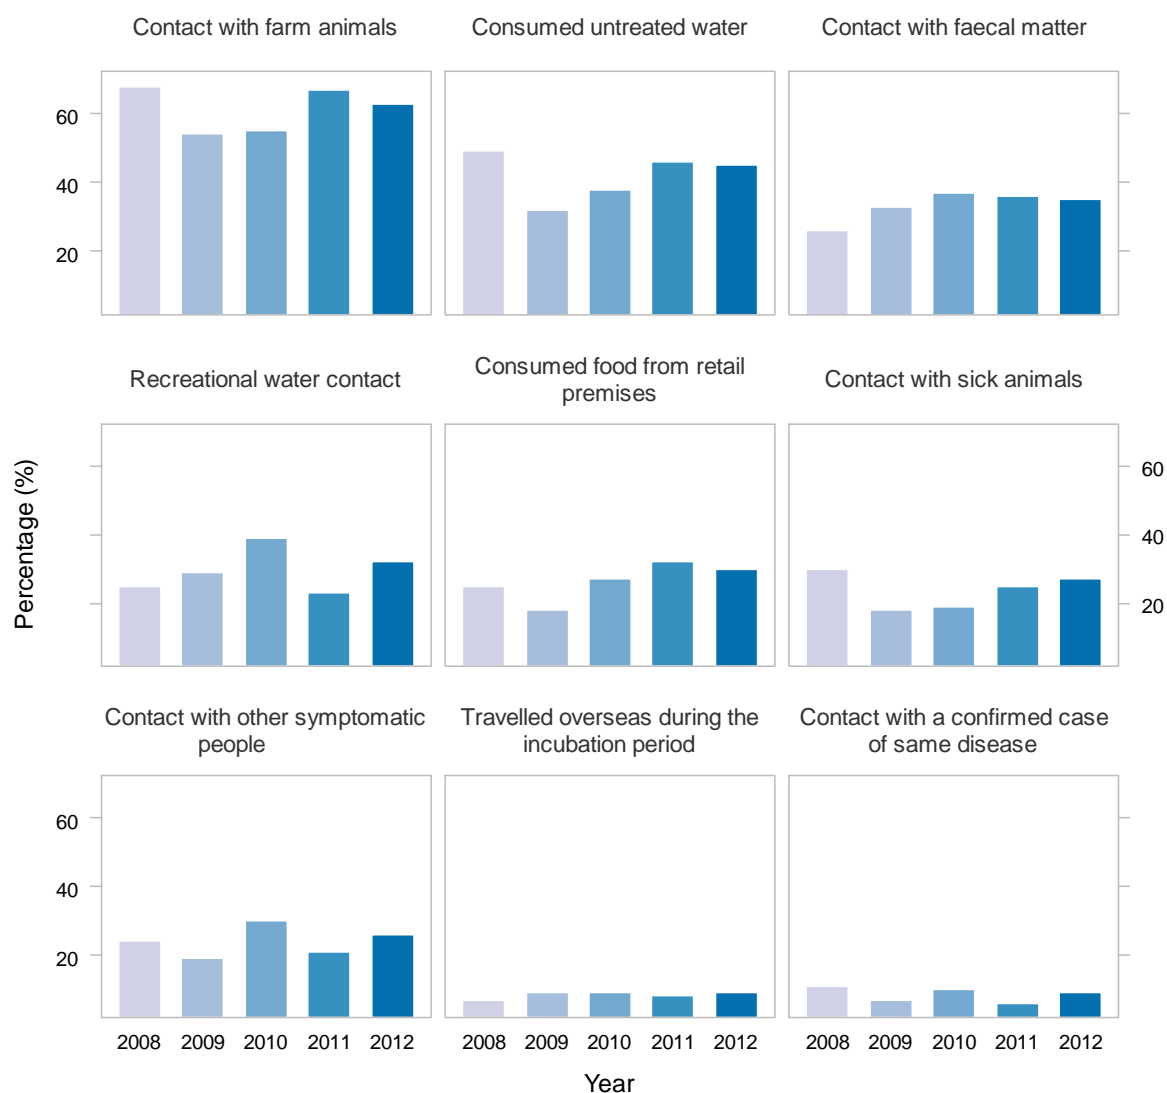 Contact with farm animals
Consumed untreated water
Contact with faecal matter
60
40
20
Recreational water contact
Consumed food from retail
premises
Contact with sick animals
Percentage (%)
60
40
20
Contact with other symptomatic
people
Travelled overseas during the
incubation period
Contact with a confirmed case
of same disease
60
40
20
2008 2009 2010 2011 2012
2008 2009 2010 2011 2012
2008 2009 2010 2011 2012
Year